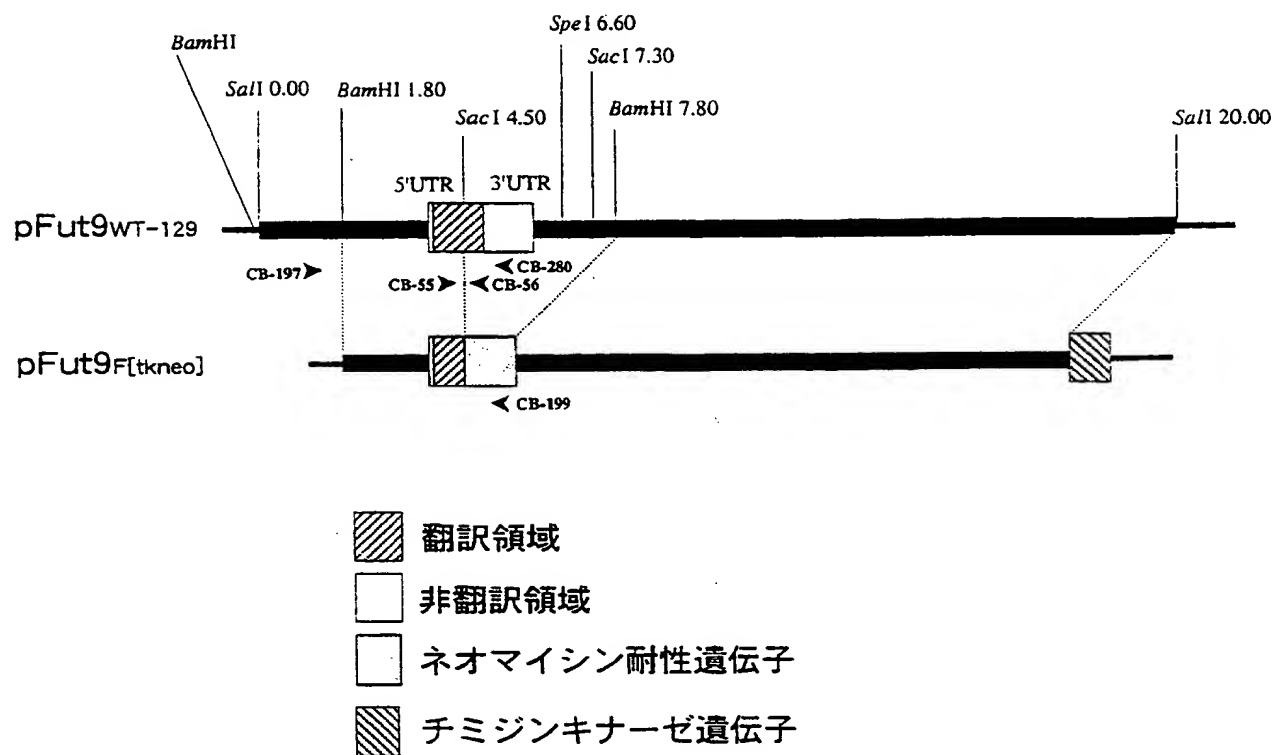 SpeI 6.60
BamHI
SacI 7.30
SalI 0.00
BamHI 1.80
BamHI 7.80
SacI 4.50
SalI 20.00
5'UTR
3'UTR
pFut9WT-129
CB-197
CB-280
CB-55
CB-56
pFut9F[tkneo]
CB-199
翻訳領域
非翻訳領域
ネオマイシン耐性遺伝子
チミジンキナーゼ遺伝子